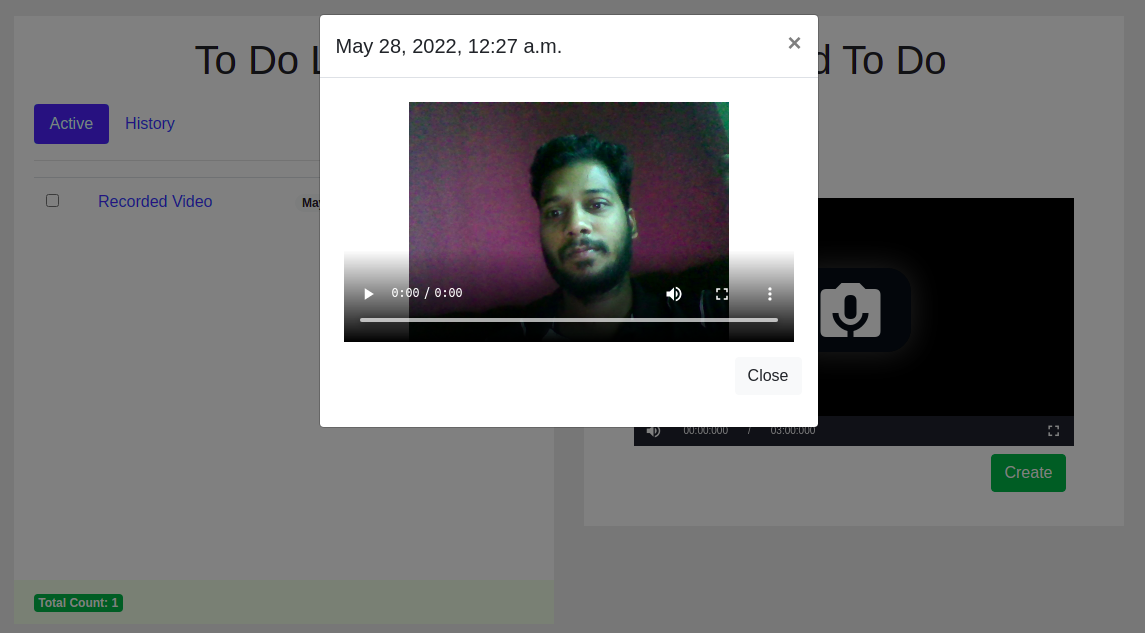 May 28, 2022, 12:27 a.m.
×
To Do L
d To Do
Active
History
Recorded Video
May
0:00 / 0:00
Close
00:00:000 / 03:00:000
Create
Total Count: 1